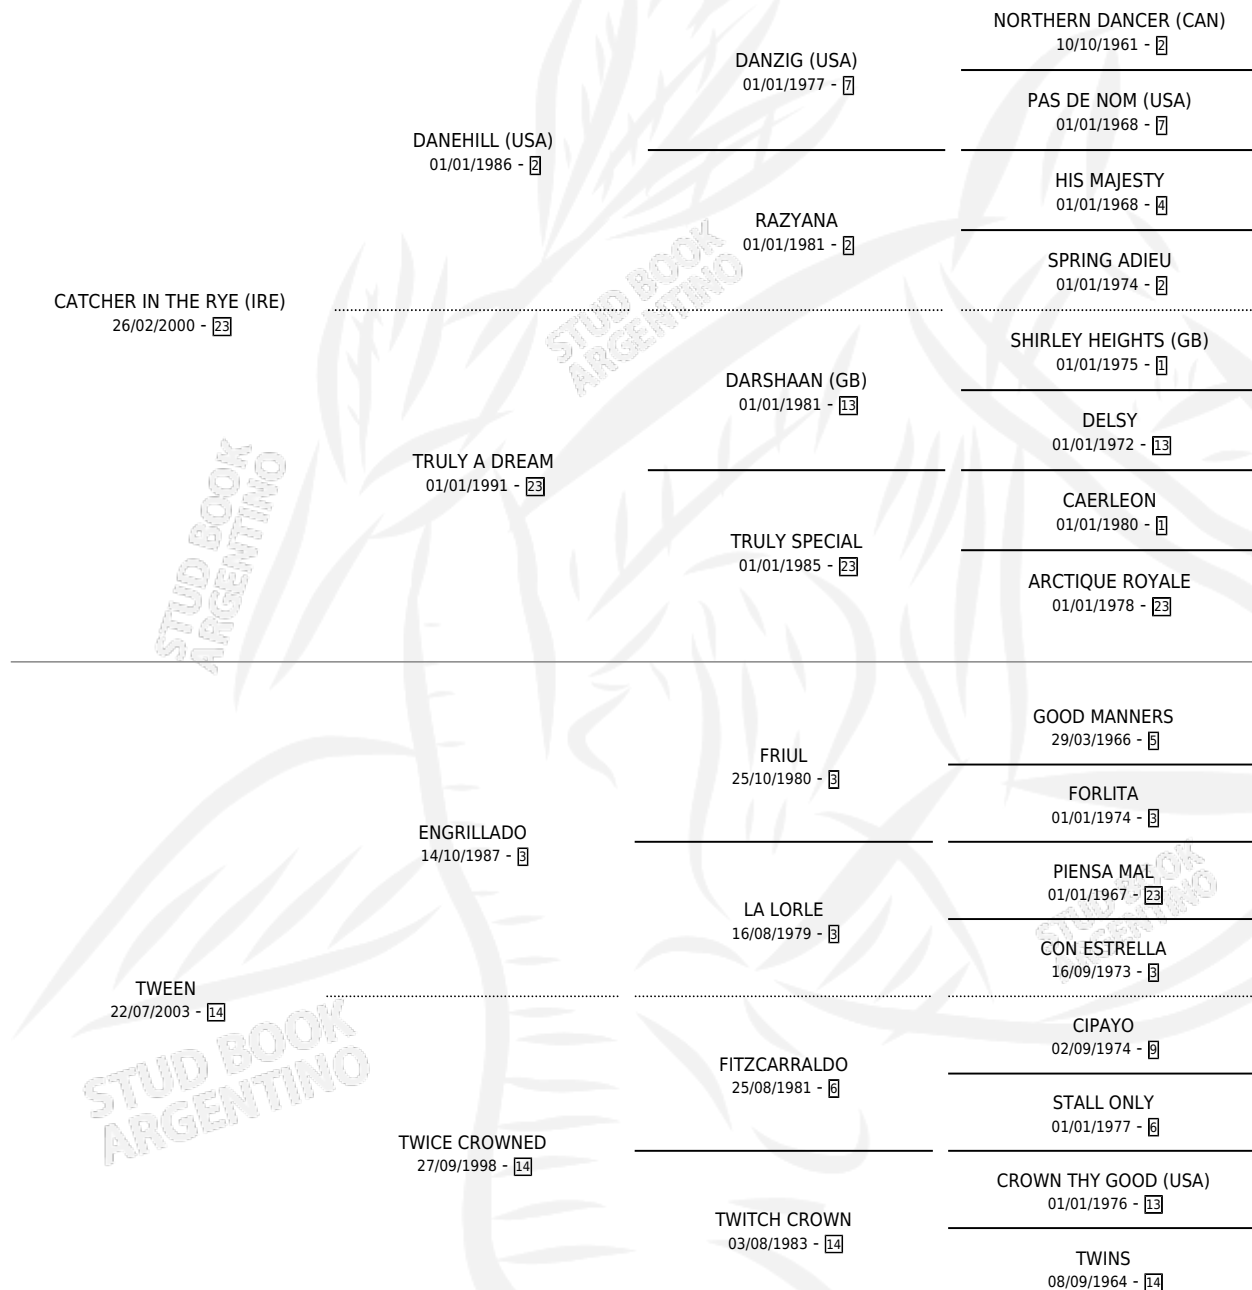 NORTHERN DANCER (CAN)
10/10/1961 - 2
DANZIG (USA)
01/01/1977 - 7
PAS DE NOM (USA)
01/01/1968 - 7
DANEHILL (USA)
01/01/1986 - 2
HIS MAJESTY
01/01/1968 - 4
RAZYANA
01/01/1981 - 2
SPRING ADIEU
01/01/1974 - 2
CATCHER IN THE RYE (IRE)
26/02/2000 - 23
SHIRLEY HEIGHTS (GB)
01/01/1975 - 1
DARSHAAN (GB)
01/01/1981 - 13
DELSY
01/01/1972 - 13
TRULY A DREAM
01/01/1991 - 23
CAERLEON
01/01/1980 - 1
TRULY SPECIAL
01/01/1985 - 23
ARCTIQUE ROYALE
01/01/1978 - 23
GOOD MANNERS
29/03/1966 - 5
FRIUL
25/10/1980 - 3
FORLITA
01/01/1974 - 3
ENGRILLADO
14/10/1987 - 3
PIENSA MAL
01/01/1967 - 23
LA LORLE
16/08/1979 - 3
CON ESTRELLA
16/09/1973 - 3
TWEEN
22/07/2003 - 14
CIPAYO
02/09/1974 - 9
FITZCARRALDO
25/08/1981 - 6
STALL ONLY
01/01/1977 - 6
TWICE CROWNED
27/09/1998 - 14
CROWN THY GOOD (USA)
01/01/1976 - 13
TWITCH CROWN
03/08/1983 - 14
TWINS
08/09/1964 - 14
STUD BOOK
ARGENTINO
STUD BOOK
ARGENTINO
STUD BOOK
ARGENTINO
STUD BOOK
ARGENTINO